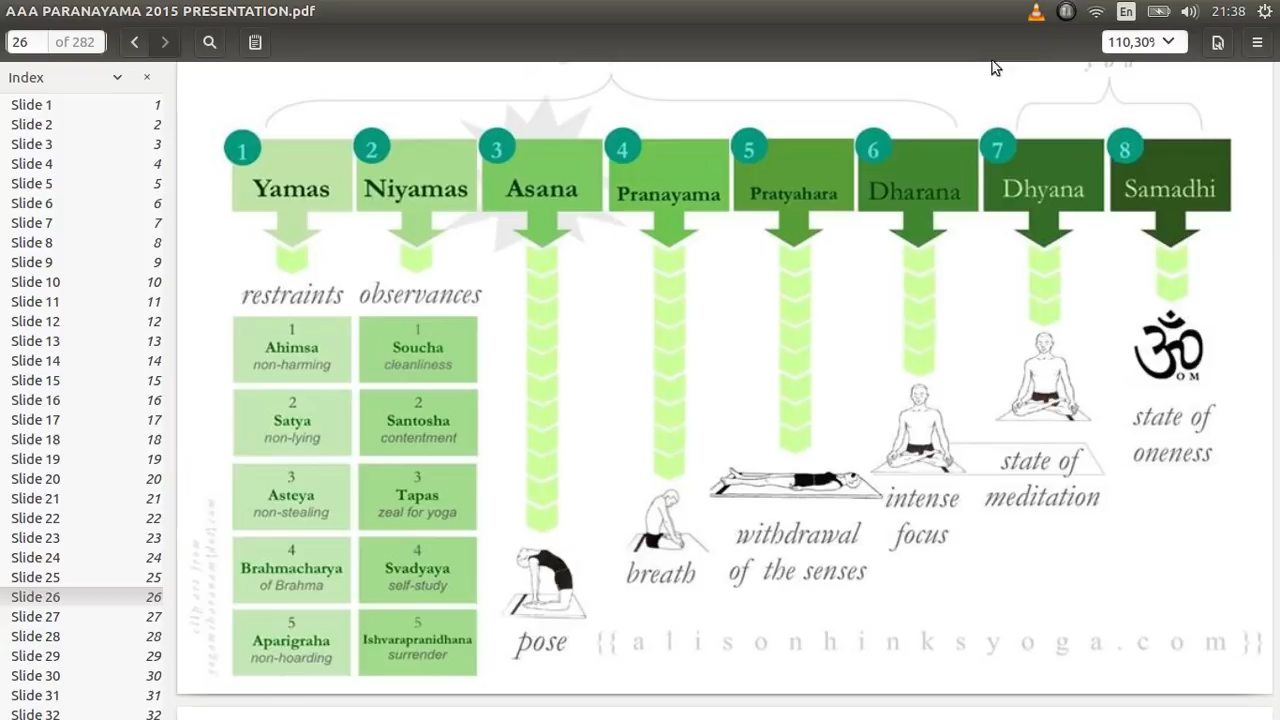 AAA PARANAYAMA 2015 PRESENTATION.pdf
En
21:38
26
of 282
110,30%
Index
Slide 1 1
Slide 2 2
Slide 3 3
Slide 4 4
Slide 5 5
Slide 6 6
Slide 7 7
Slide 8 8
Slide 9 9
Slide 10 10
Slide 11 11
Slide 12 12
Slide 13 13
Slide 14 14
Slide 15 15
Slide 16 16
Slide 17 17
Slide 18 18
Slide 19 19
Slide 20 20
Slide 21 21
Slide 22 22
Slide 23 23
Slide 24 24
Slide 25 25
Slide 26 26
Slide 27 27
Slide 28 28
Slide 29 29
Slide 30 30
Slide 31 31
Slide 32 32
1
Yamas
2
Niyamas
3
Asana
4
Pranayama
5
Pratyahara
6
Dharana
7
Dhyana
8
Samadhi
restraints
1
Ahimsa
non-harming
2
Satya
non-lying
3
Asteya
non-stealing
4
Brahmacharya
of Brahma
5
Aparigraha
non-hoarding
observances
1
Soucha
cleanliness
2
Santosha
contentment
3
Tapas
zeal for yoga
4
Svadyaya
self-study
5
Ishvarapranidhana
surrender
pose
breath
withdrawal
of the senses
intense
focus
state of
meditation
ॐ
OM
state of
oneness
{{alisonhinksyoga.com}}